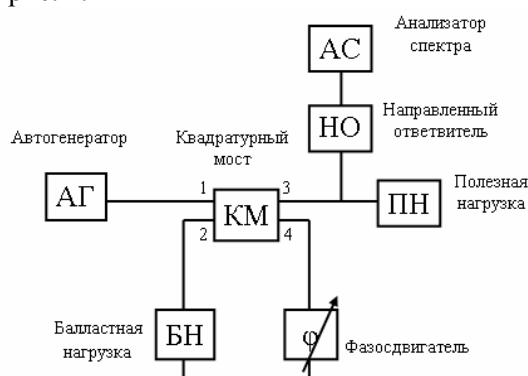 Анализатор
спектра
АС
Направленный
ответвитель
НО
Автогенератор
Квадратурный
мост
Полезная
нагрузка
АГ
1
3
КМ
ПН
2
4
Балластная
нагрузка
БН
φ
Фазосдвигатель